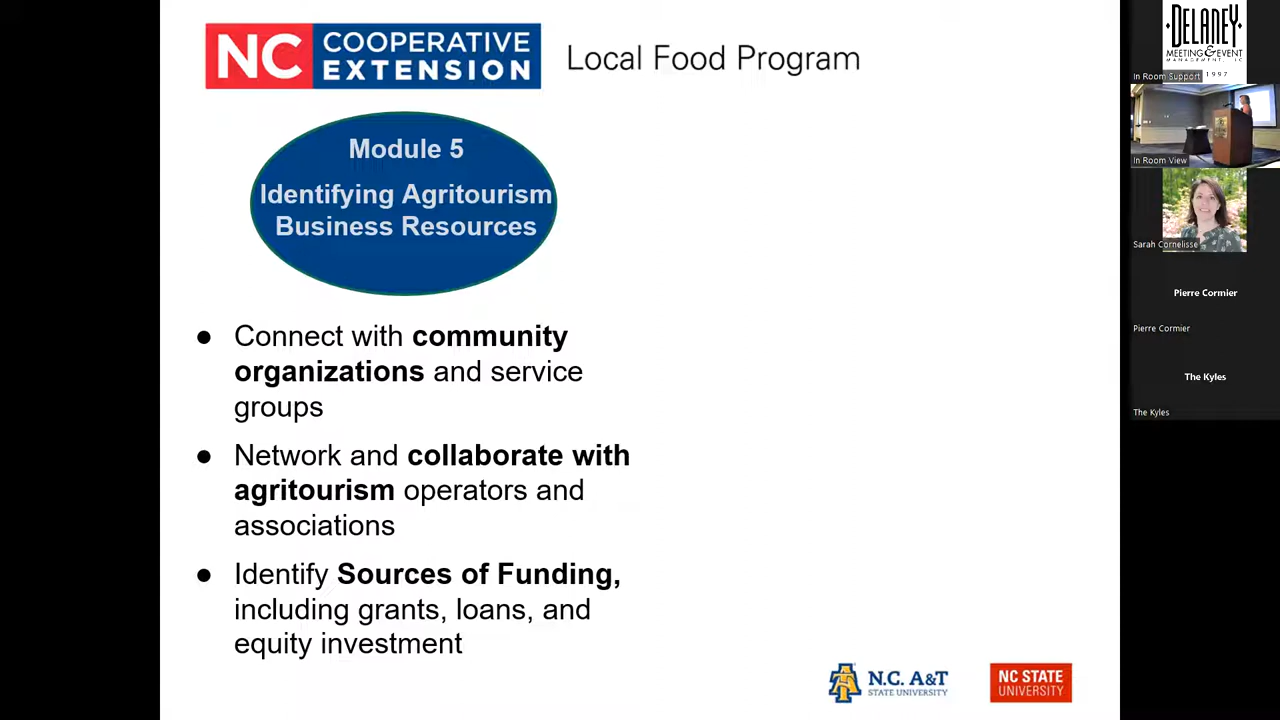 NC COOPERATIVE EXTENSION
Local Food Program
Module 5
Identifying Agritourism
Business Resources
● Connect with community
organizations and service
groups
● Network and collaborate with
agritourism operators and
associations
● Identify Sources of Funding,
including grants, loans, and
equity investment
N.C. A&T
STATE UNIVERSITY
NC STATE
UNIVERSITY
DELANEY
MEETING & EVENT
MANAGEMENT, LLC
1997
In Room Support
In Room View
Sarah Cornelisse
Pierre Cormier
Pierre Cormier
The Kyles
The Kyles